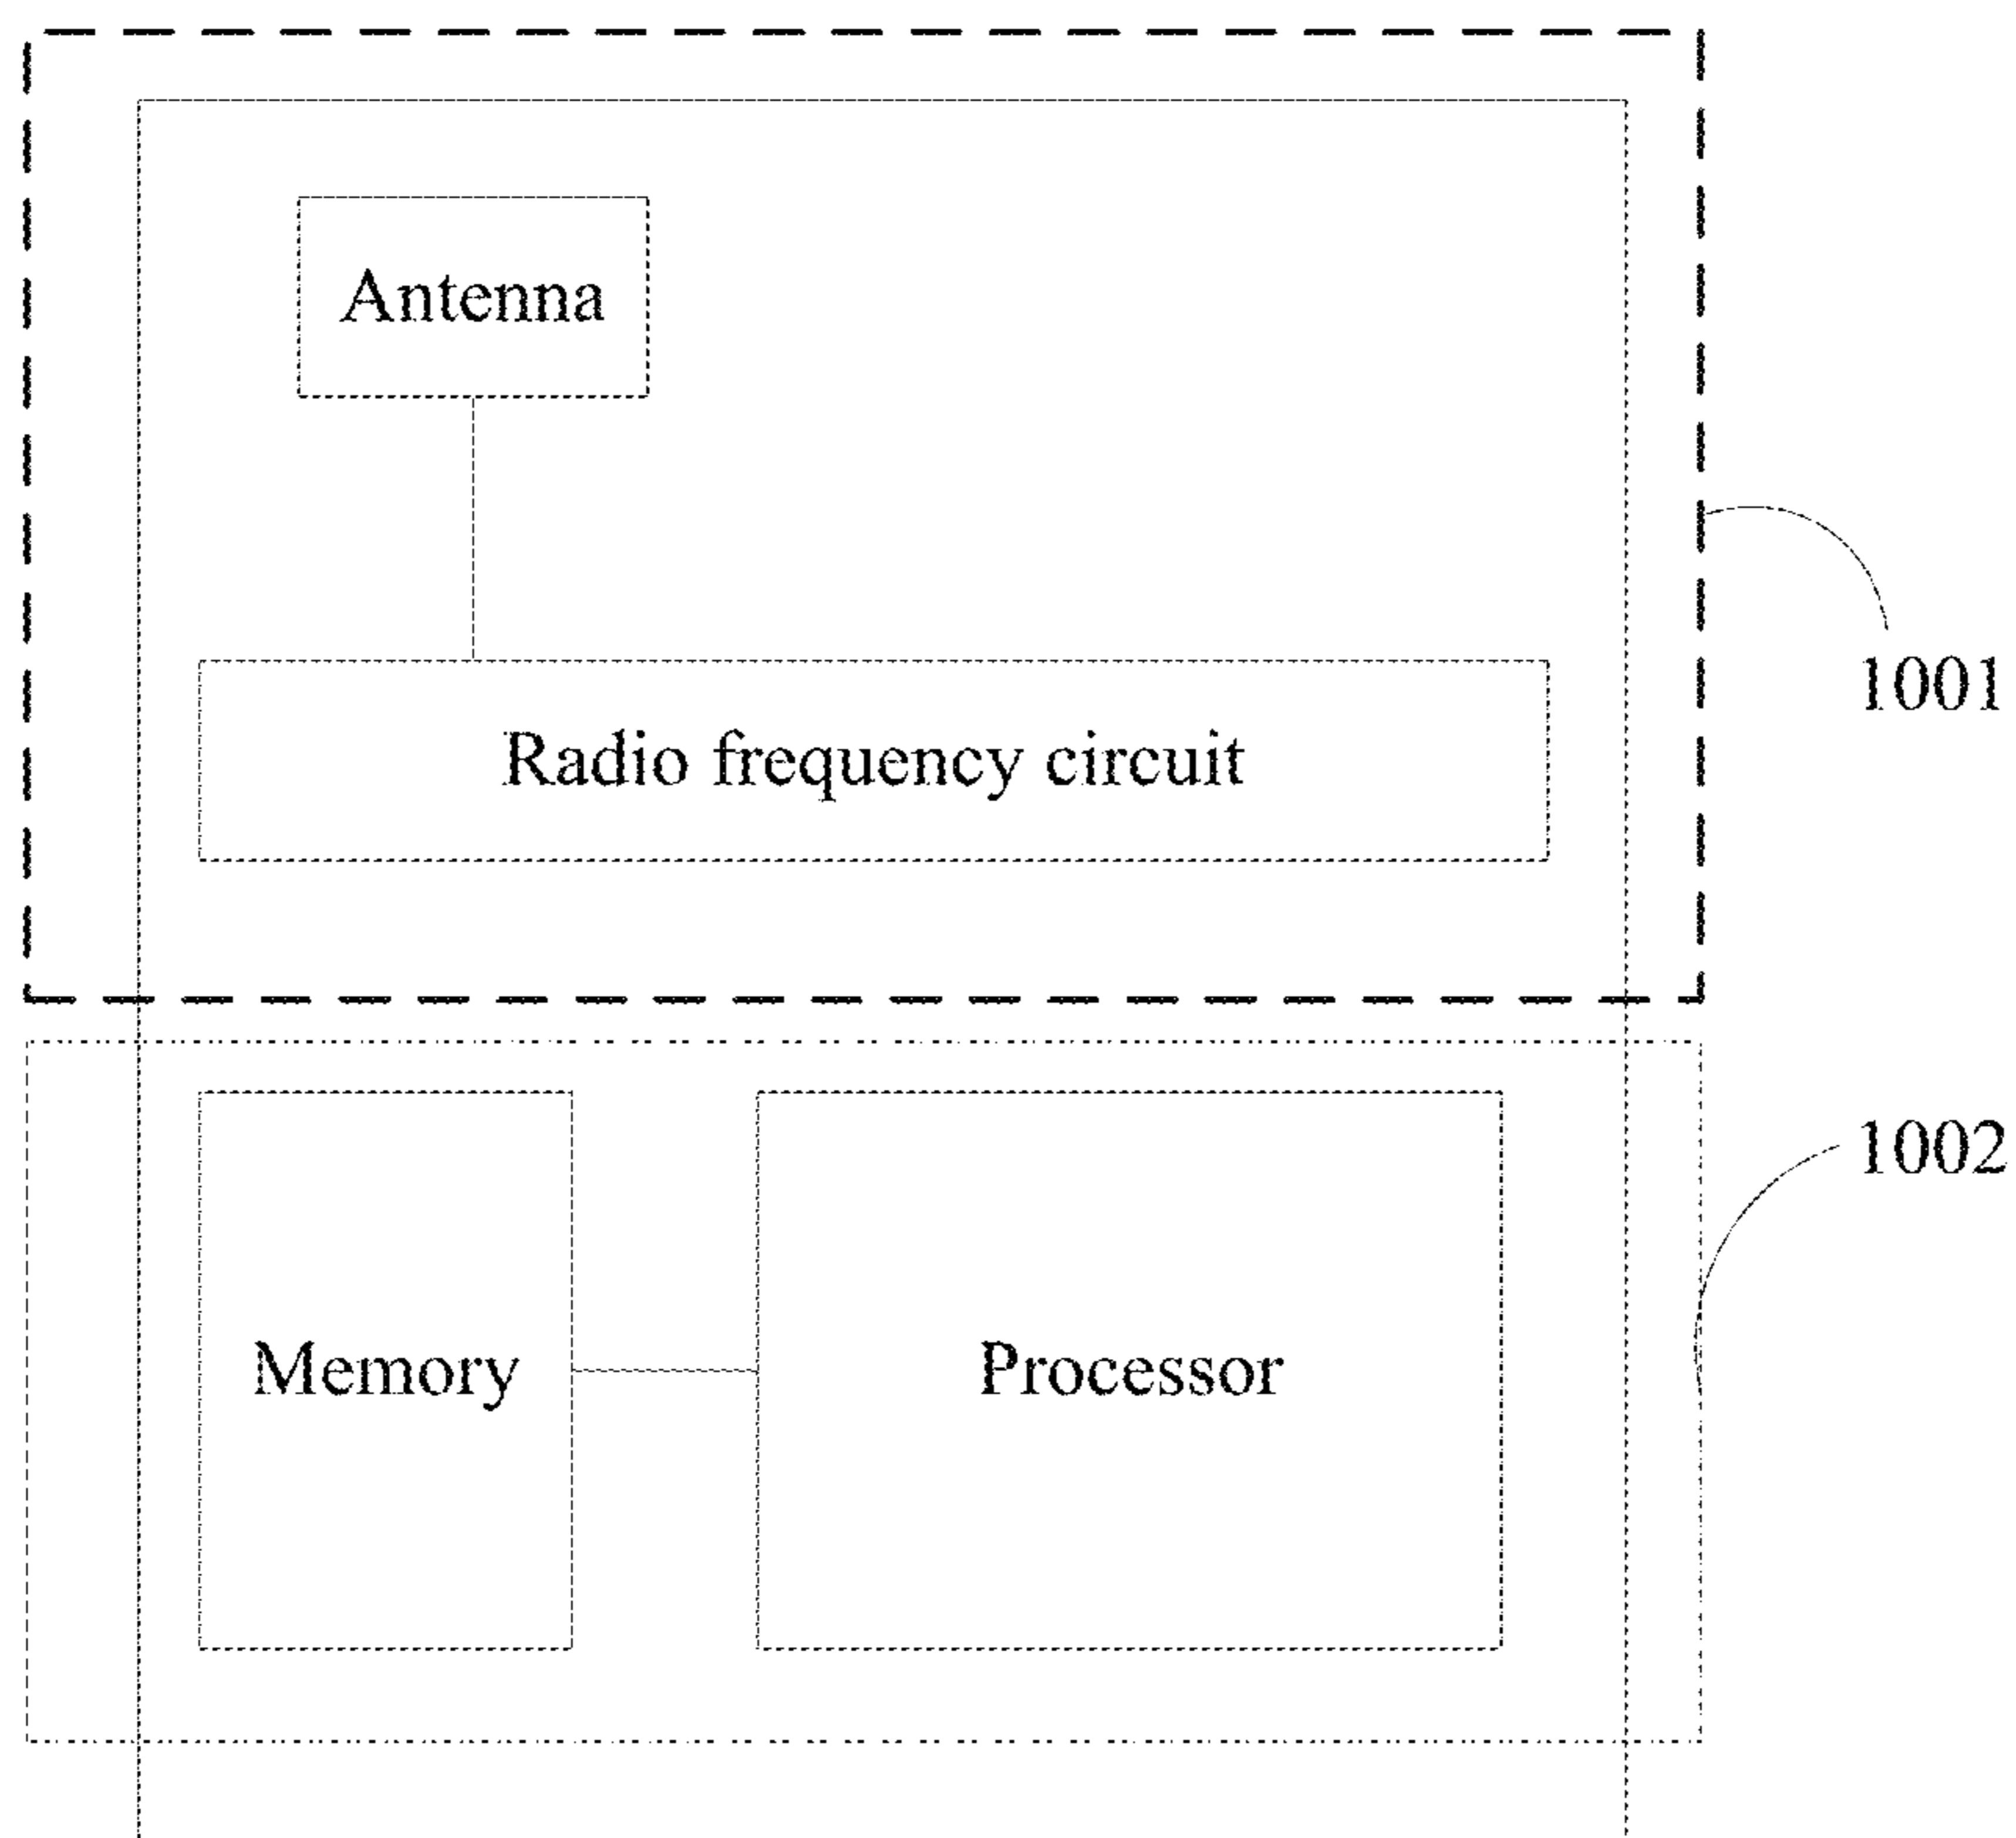 Antenna
1001
Radio frequency circuit
1002
Memory
Processor